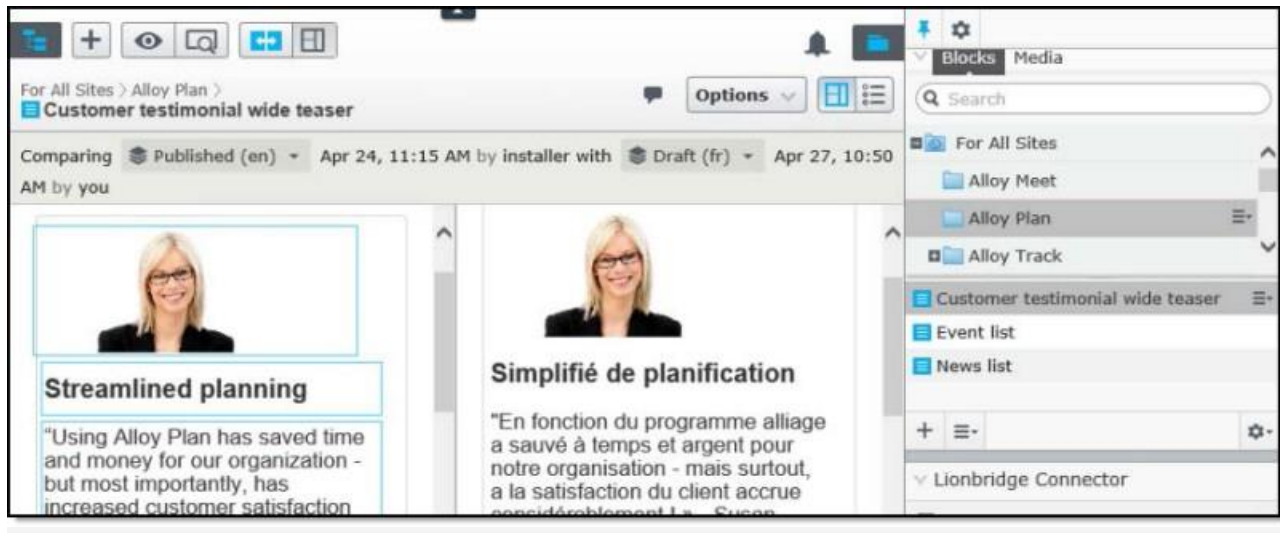 For All Sites > Alloy Plan >
Customer testimonial wide teaser
Options
Comparing Published (en) Apr 24, 11:15 AM by installer with Draft (fr) Apr 27, 10:50
AM by you
Streamlined planning
“Using Alloy Plan has saved time
and money for our organization -
but most importantly, has
increased customer satisfaction
Simplifié de planification
"En fonction du programme alliage
a sauvé à temps et argent pour
notre organisation - mais surtout,
a la satisfaction du client accrue
considérablement ! » - Susan
Blocks Media
Search
For All Sites
Alloy Meet
Alloy Plan
Alloy Track
Customer testimonial wide teaser
Event list
News list
Lionbridge Connector